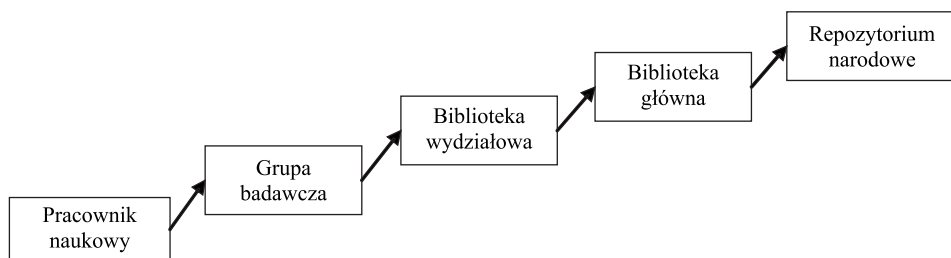 Repozytorium
narodowe
Biblioteka
główna
Biblioteka
wydziałowa
Grupa
badawcza
Pracownik
naukowy